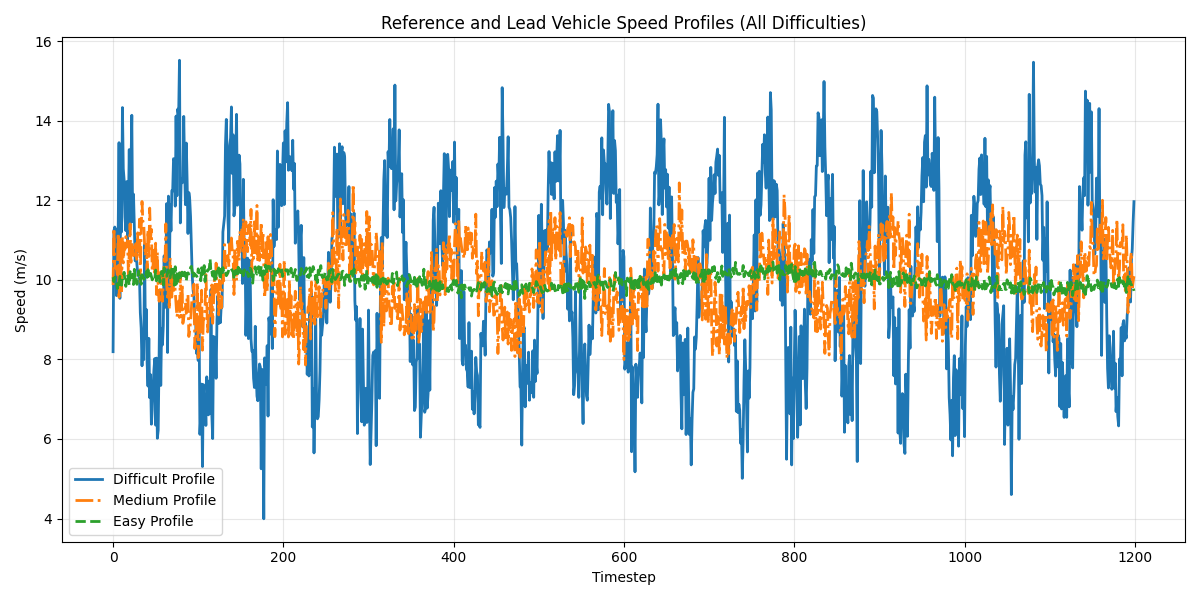 Reference and Lead Vehicle Speed Profiles (All Difficulties)
Speed (m/s)
16
14
12
10
8
6
4
Difficult Profile
Medium Profile
Easy Profile
0 200 400 600 800 1000 1200
Timestep